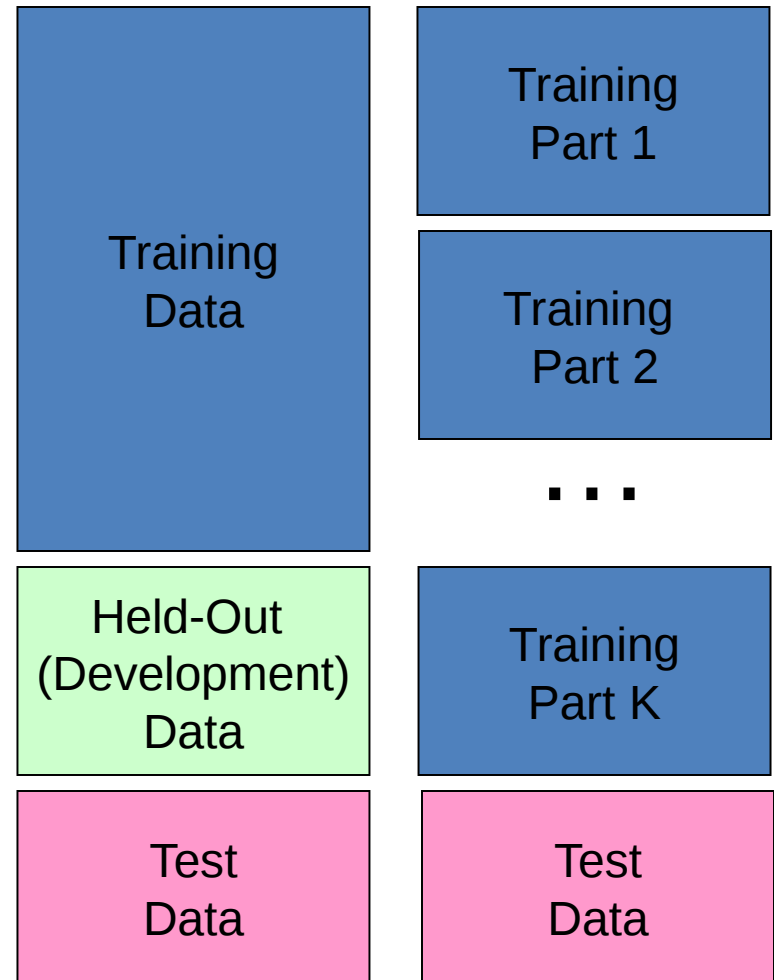 Training
Data
Held-Out
(Development)
Data
Test
Data
Training
Part 1
Training
Part 2
...
Training
Part K
Test
Data